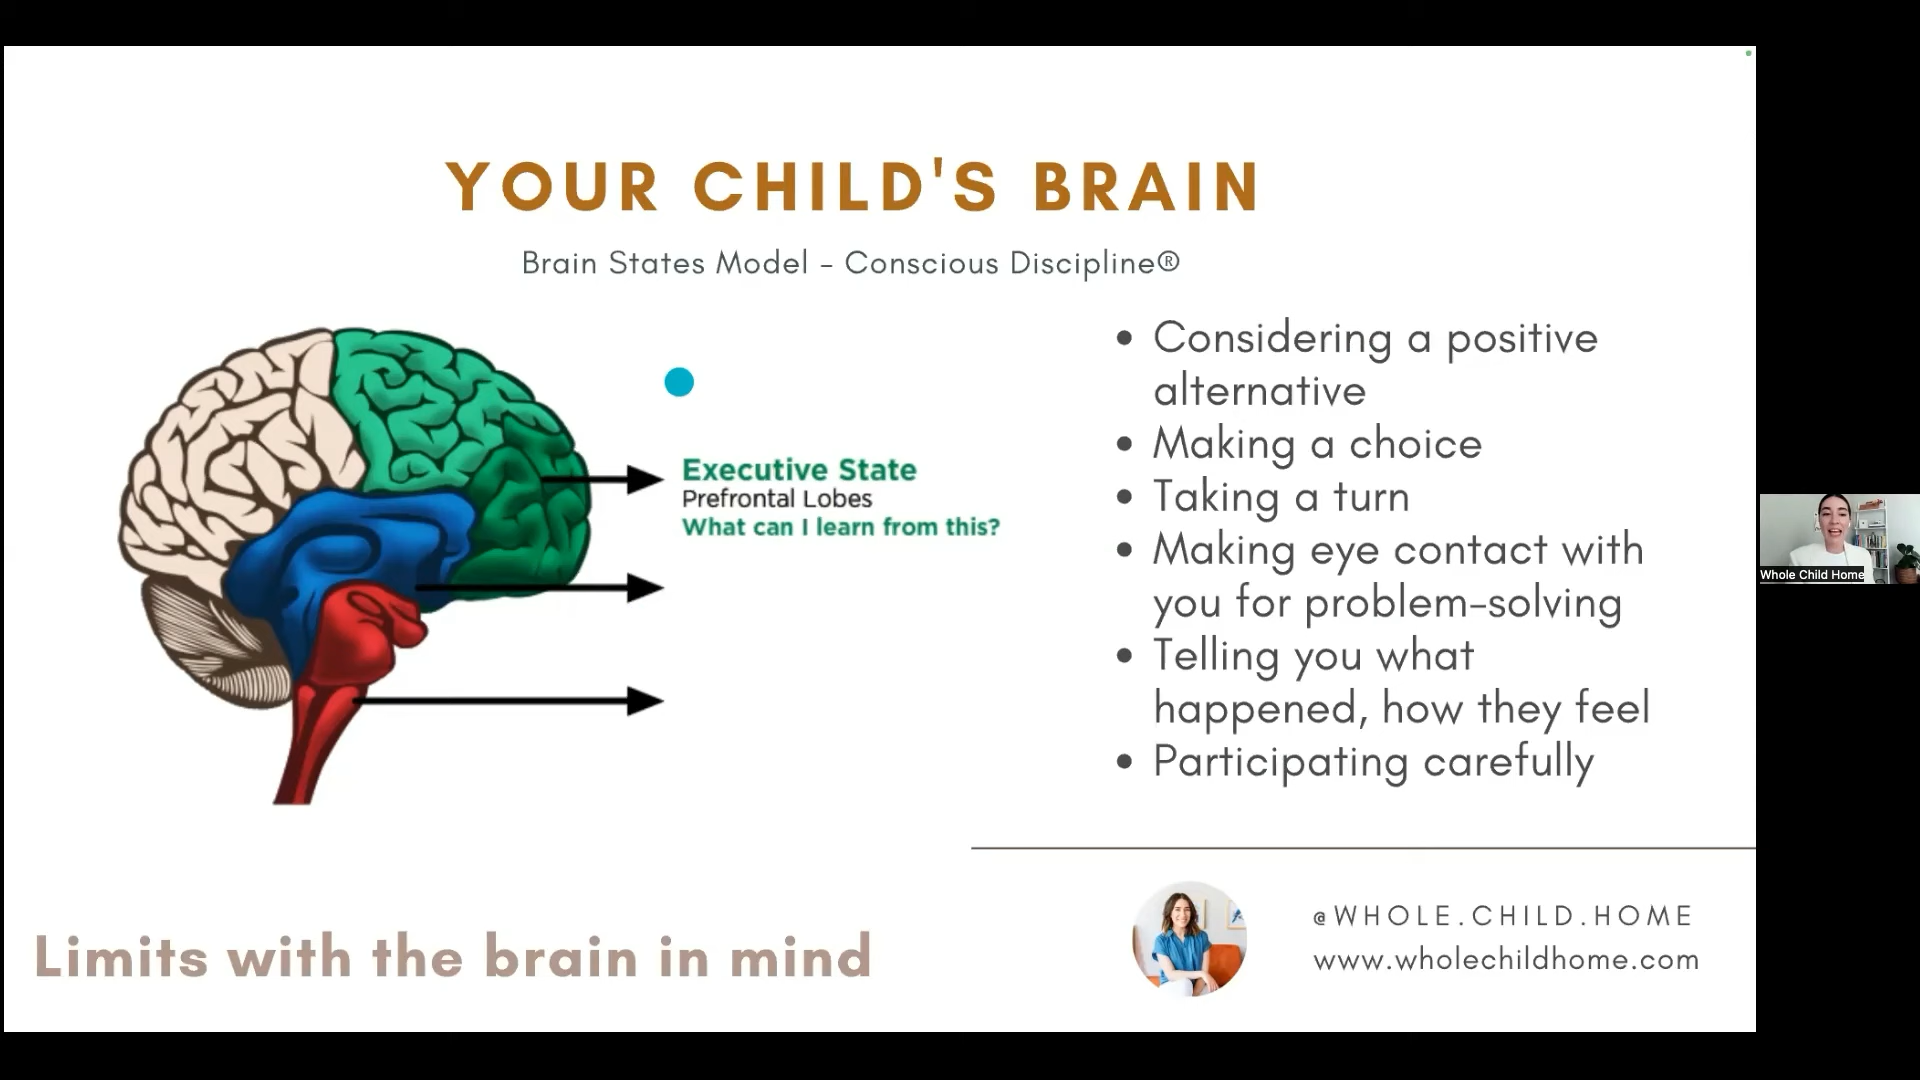 YOUR CHILD'S BRAIN
Brain States Model - Conscious Discipline®
Executive State
Prefrontal Lobes
What can I learn from this?
• Considering a positive
alternative
• Making a choice
• Taking a turn
• Making eye contact with
you for problem-solving
• Telling you what
happened, how they feel
• Participating carefully
Whole Child Home
Limits with the brain in mind
@WHOLE.CHILD.HOME
www.wholechildhome.com